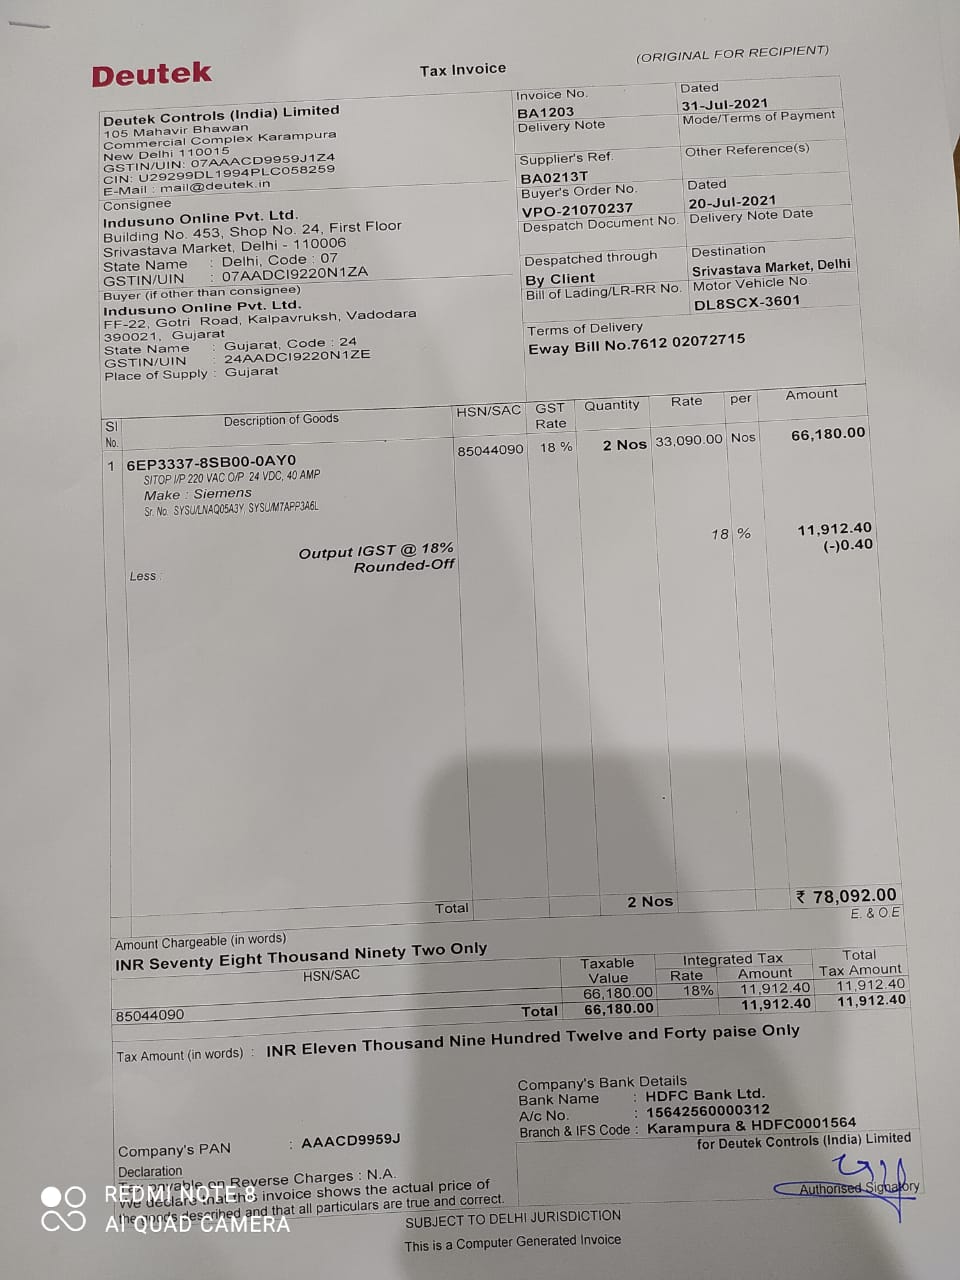 Deutek
Tax Invoice
(ORIGINAL FOR RECIPIENT)
Deutek Controls (India) Limited
105 Mahavir Bhawan
Commercial Complex Karampura
New Delhi 110015
GSTIN/UIN: 07AAACD9959J1Z4
CIN: U29299DL1994PLC058259
E-Mail : mail@deutek.in
Consignee
Indusuno Online Pvt. Ltd.
Building No. 453, Shop No. 24, First Floor
Srivastava Market, Delhi - 110006
State Name : Delhi, Code : 07
GSTIN/UIN : 07AADCI9220N1ZA
Buyer (if other than consignee)
Indusuno Online Pvt. Ltd.
FF-22, Gotri Road, Kalpavruksh, Vadodara
390021, Gujarat
State Name : Gujarat, Code : 24
GSTIN/UIN : 24AADCI9220N1ZE
Place of Supply : Gujarat
Invoice No.
BA1203
Dated
31-Jul-2021
Delivery Note
Mode/Terms of Payment
Supplier's Ref.
BA0213T
Other Reference(s)
Buyer's Order No.
VPO-21070237
Dated
20-Jul-2021
Despatch Document No.
Delivery Note Date
Despatched through
By Client
Destination
Srivastava Market, Delhi
Bill of Lading/LR-RR No.
Motor Vehicle No.
DL8SCX-3601
Terms of Delivery
Eway Bill No.7612 02072715
Sl No. Description of Goods HSN/SAC GST Rate Quantity Rate per Amount
1 6EP3337-8SB00-0AY0 85044090 18 % 2 Nos 33,090.00 Nos 66,180.00
SITOP I/P 220 VAC O/P 24 VDC, 40 AMP
Make : Siemens
Sr. No. SYSU/LNAQ05A3Y, SYSU/M7APP3A6L
Output IGST @ 18% 18 % 11,912.40
Less : Rounded-Off (-)0.40
Total 2 Nos ₹ 78,092.00
E. & O E
Amount Chargeable (in words)
INR Seventy Eight Thousand Ninety Two Only
HSN/SAC Taxable Value Integrated Tax Rate Amount Total Tax Amount
85044090 66,180.00 18% 11,912.40 11,912.40
Total 66,180.00 11,912.40 11,912.40
Tax Amount (in words) : INR Eleven Thousand Nine Hundred Twelve and Forty paise Only
Company's Bank Details
Bank Name : HDFC Bank Ltd.
A/c No. : 15642560000312
Branch & IFS Code : Karampura & HDFC0001564
Company's PAN : AAACD9959J
Declaration
Tax payable on Reverse Charges : N.A.
We declare that this invoice shows the actual price of
the goods described and that all particulars are true and correct.
for Deutek Controls (India) Limited
Authorised Signatory
SUBJECT TO DELHI JURISDICTION
This is a Computer Generated Invoice
REDMI NOTE 8
AI QUAD CAMERA